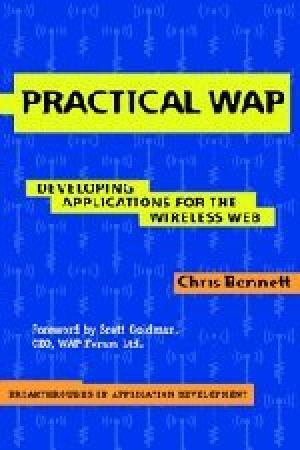 PRACTICAL WAP
DEVELOPING
APPLICATIONS FOR THE
WIRELESS WEB
Chris Bennett
Foreword by Scott Goldman,
CEO, WAP Forum Ltd.
BREAKTHROUGHS IN APPLICATION DEVELOPMENT